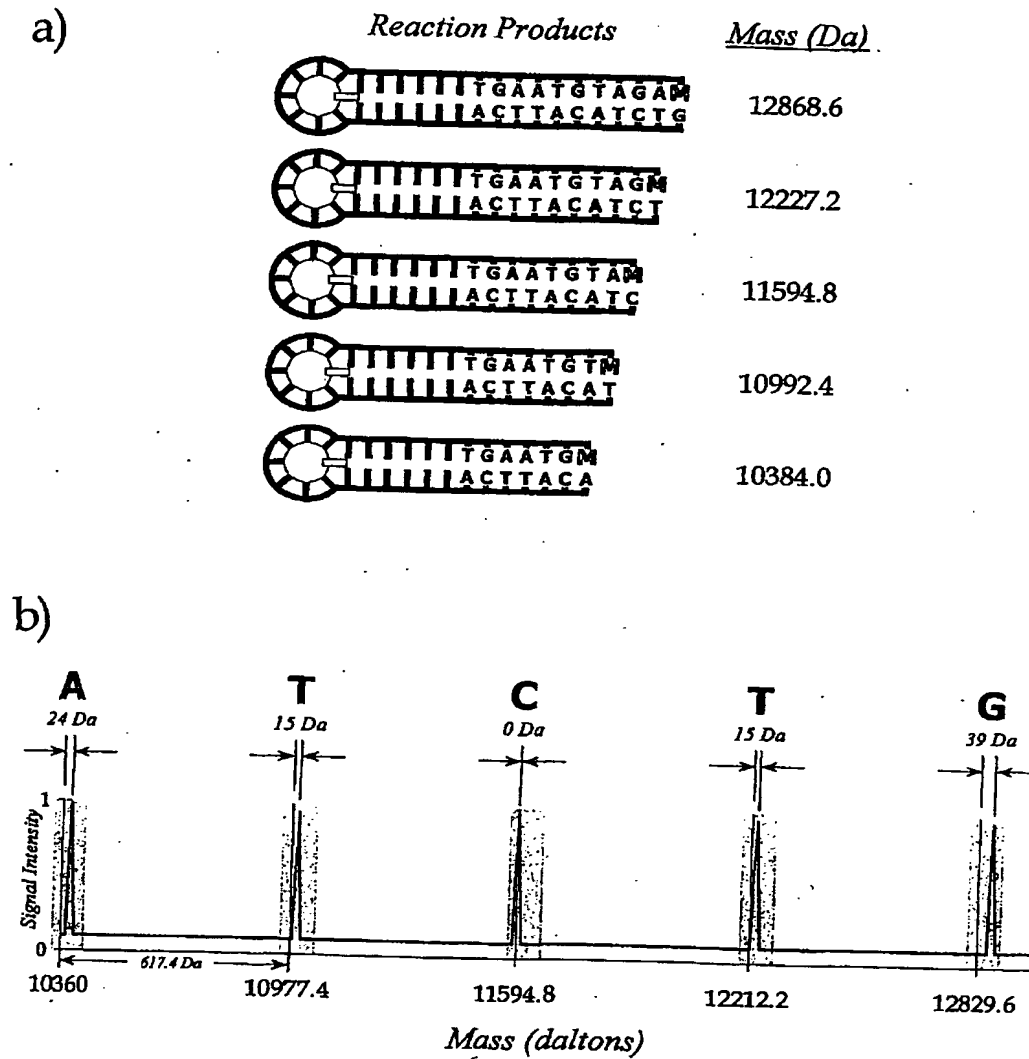 a)
Reaction Products Mass (Da)
TGAATGTAGAM
ACTTACATCTG
12868.6
TGAATGTAGM
ACTTACATCT
12227.2
TGAATGTAM
ACTTACATC
11594.8
TGAATGTM
ACTTACAT
10992.4
TGAATGM
ACTTACA
10384.0
b)
A T C T G
24 Da 15 Da 0 Da 15 Da 39 Da
1
Signal Intensity
0
617.4 Da
10360 10977.4 11594.8 12212.2 12829.6
Mass (daltons)